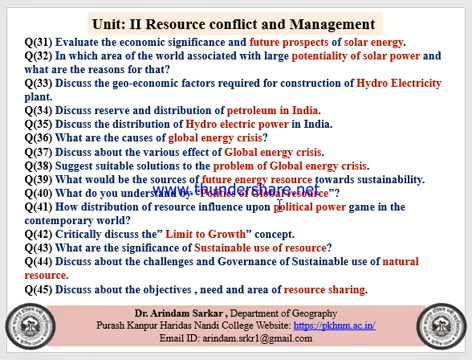 Unit: II Resource conflict and Management
Q(31) Evaluate the economic significance and future prospects of solar energy.
Q(32) In which area of the world associated with large potentiality of solar power and
what are the reasons for that?
Q(33) Discuss the geo-economic factors required for construction of Hydro Electricity
plant.
Q(34) Discuss reserve and distribution of petroleum in India.
Q(35) Discuss the distribution of Hydro electric power in India.
Q(36) What are the causes of global energy crisis?
Q(37) Discuss about the various effect of Global energy crisis.
Q(38) Suggest suitable solutions to the problem of Global energy crisis.
Q(39) What would be the sources of future energy resource towards sustainability.
www.thundershare.net
Q(40) What do you understand by "Politics of Global resource"?
Q(41) How distribution of resource influence upon political power game in the
contemporary world?
Q(42) Critically discuss the" Limit to Growth" concept.
Q(43) What are the significance of Sustainable use of resource?
Q(44) Discuss about the challenges and Governance of Sustainable use of natural
resource.
Q(45) Discuss about the objectives , need and area of resource sharing.
Dr. Arindam Sarkar , Department of Geography
Purash Kanpur Haridas Nandi College Website: https://pkhnm.ac.in/
Email ID: arindam.srkr1@gmail.com